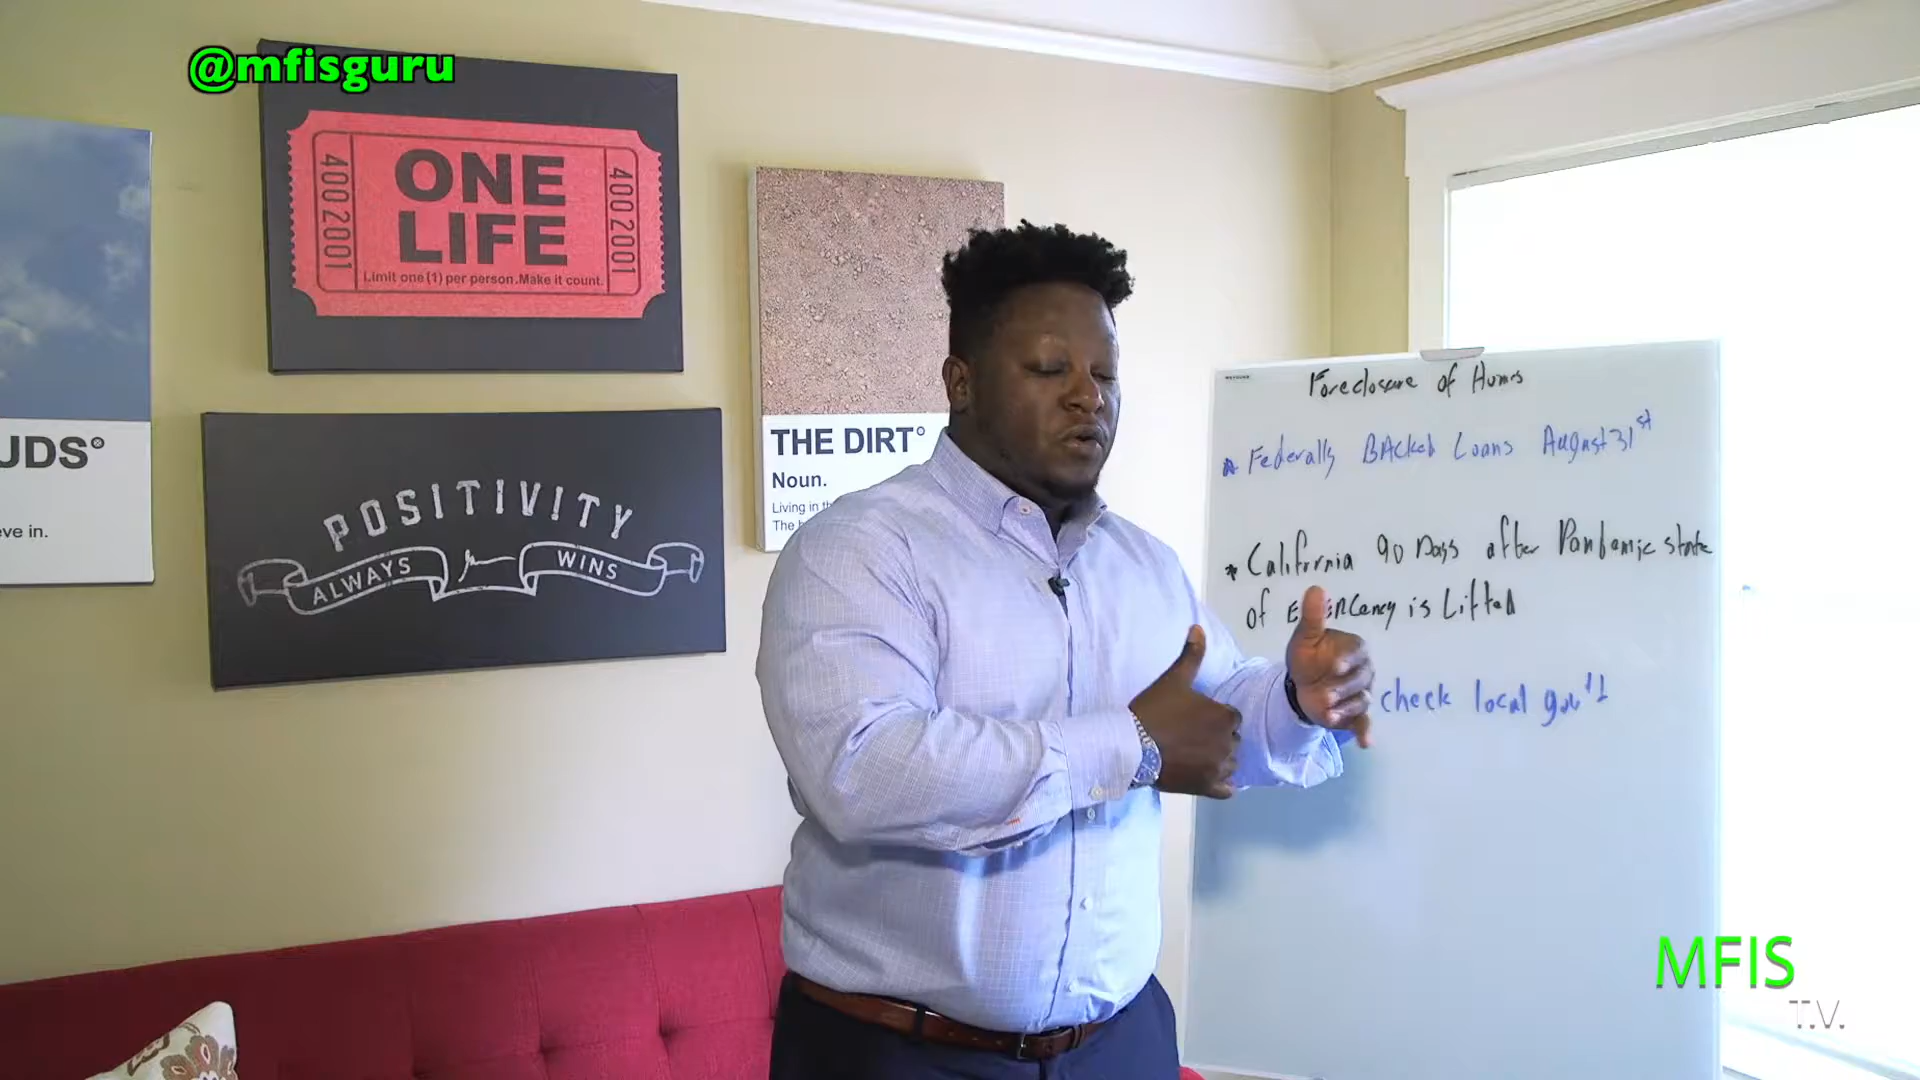 @mfisguru
400 2001
ONE
LIFE
Limit one (1) per person. Make it count.
400 2001
UDS®
eve in.
POSITIVITY
ALWAYS WINS
THE DIRT®
Noun.
Living in th
The
Foreclosure of Humes
* Federally BACked Loans August 31st
* California 90 Days after Pandemic state
of is Lifted
check local gov't
MFIS
T.V.